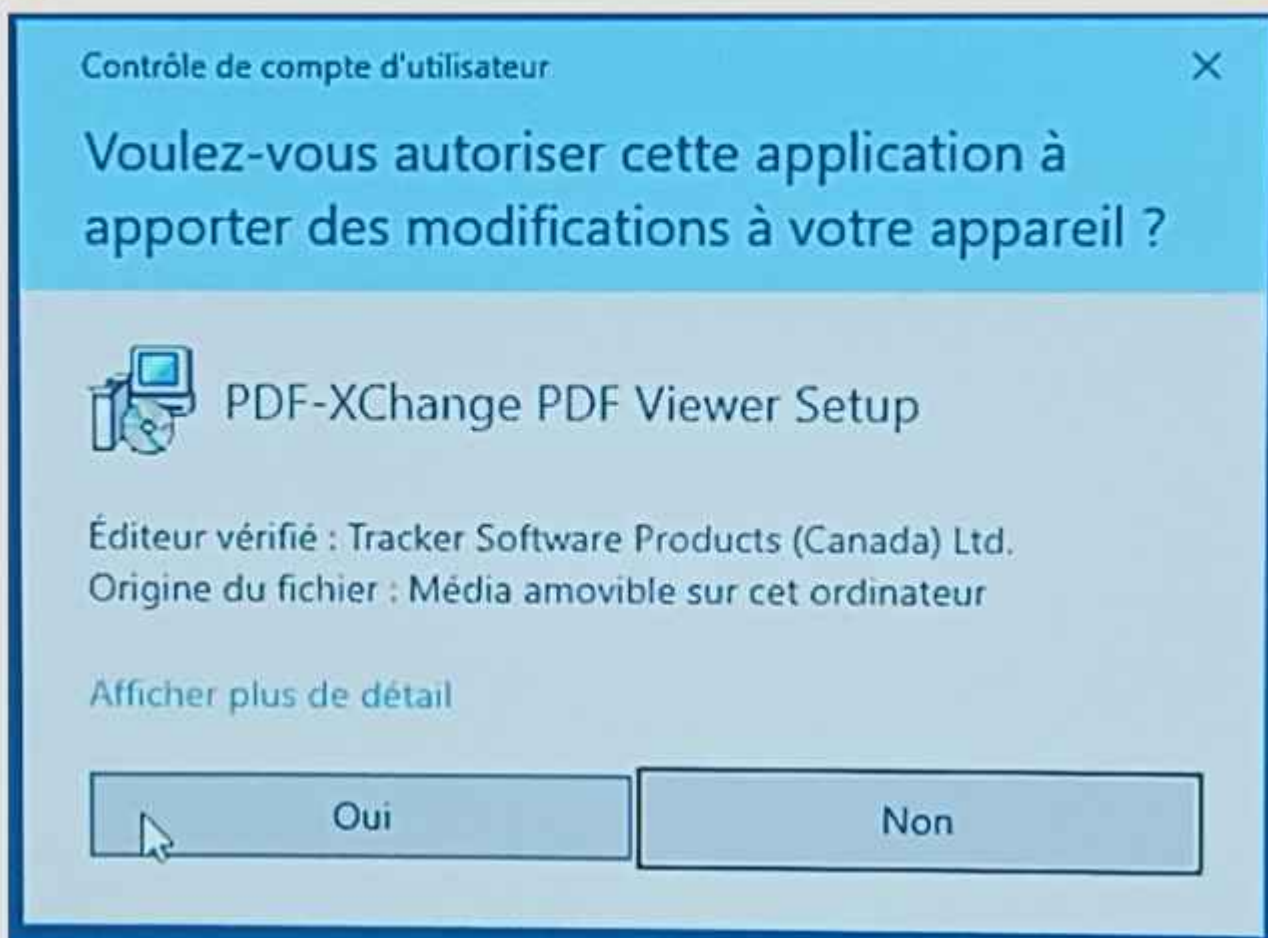 Contrôle de compte d'utilisateur
Voulez-vous autoriser cette application à
apporter des modifications à votre appareil ?
PDF-XChange PDF Viewer Setup
Éditeur vérifié : Tracker Software Products (Canada) Ltd.
Origine du fichier : Média amovible sur cet ordinateur
Afficher plus de détail
Oui
Non